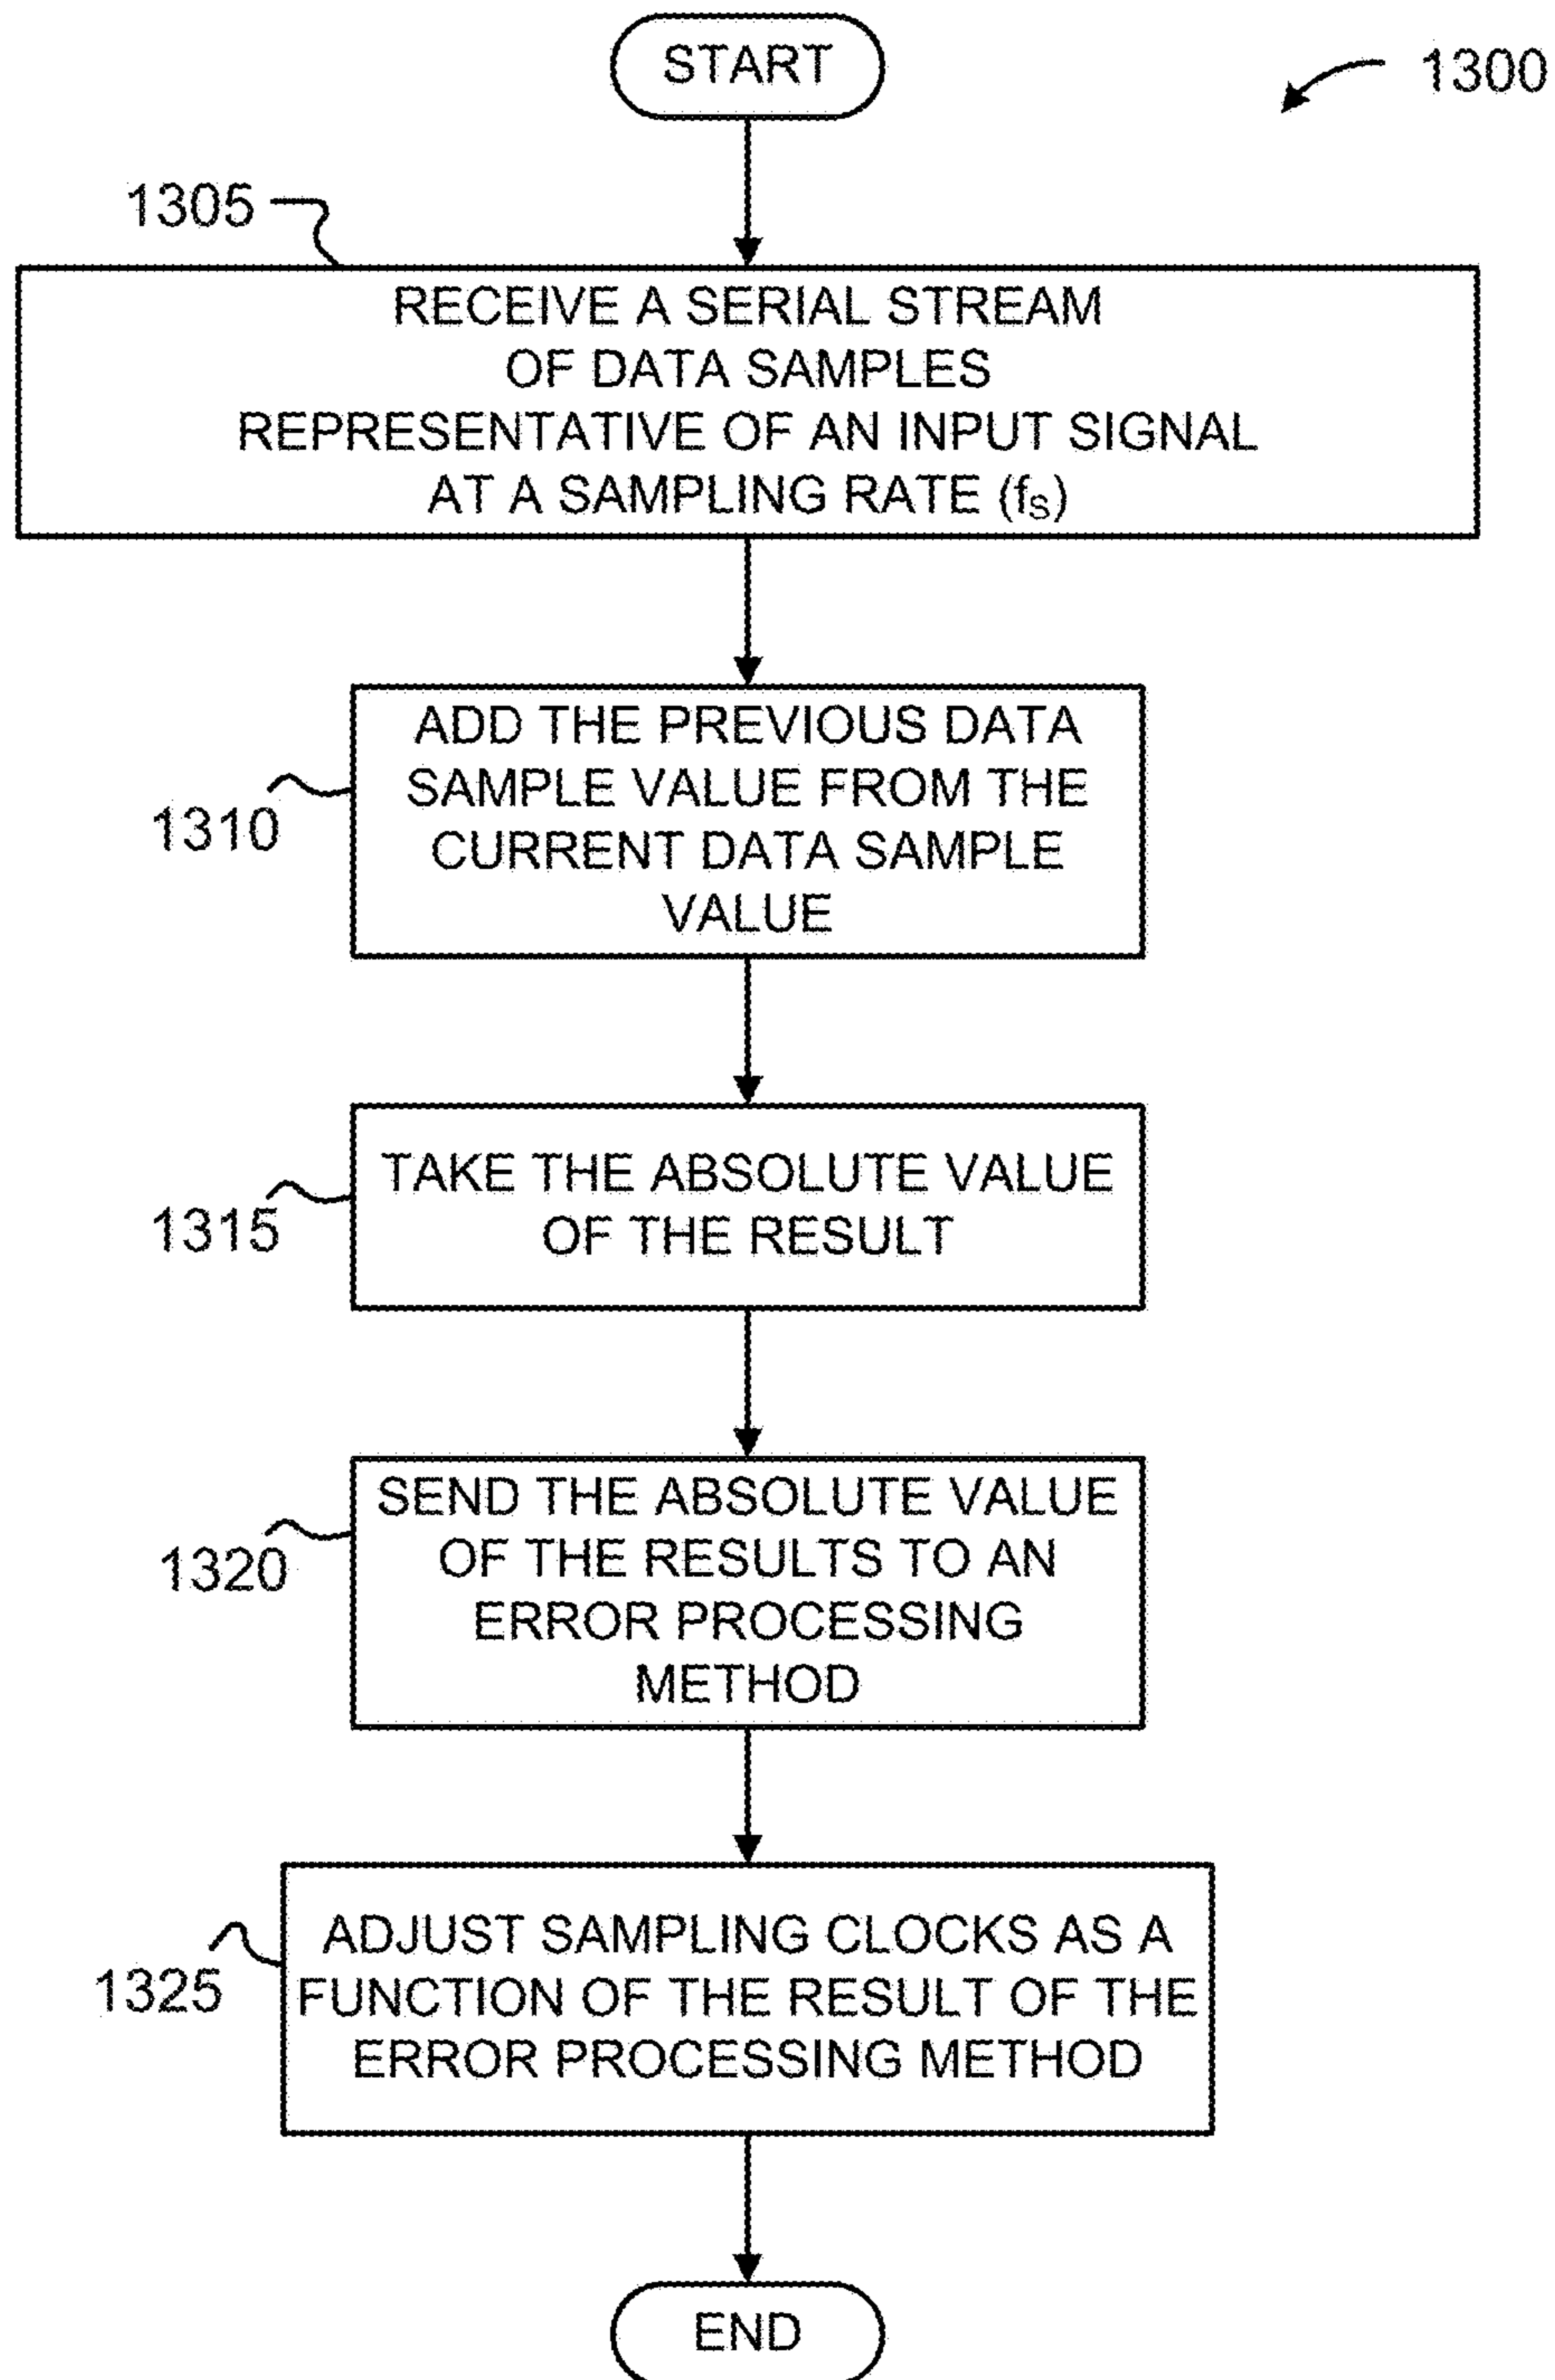 START
1300
1305
RECEIVE A SERIAL STREAM
OF DATA SAMPLES
REPRESENTATIVE OF AN INPUT SIGNAL
AT A SAMPLING RATE (fS)
ADD THE PREVIOUS DATA
SAMPLE VALUE FROM THE
CURRENT DATA SAMPLE
VALUE
1310
TAKE THE ABSOLUTE VALUE
OF THE RESULT
1315
SEND THE ABSOLUTE VALUE
OF THE RESULTS TO AN
ERROR PROCESSING
METHOD
1320
ADJUST SAMPLING CLOCKS AS A
FUNCTION OF THE RESULT OF THE
ERROR PROCESSING METHOD
1325
END